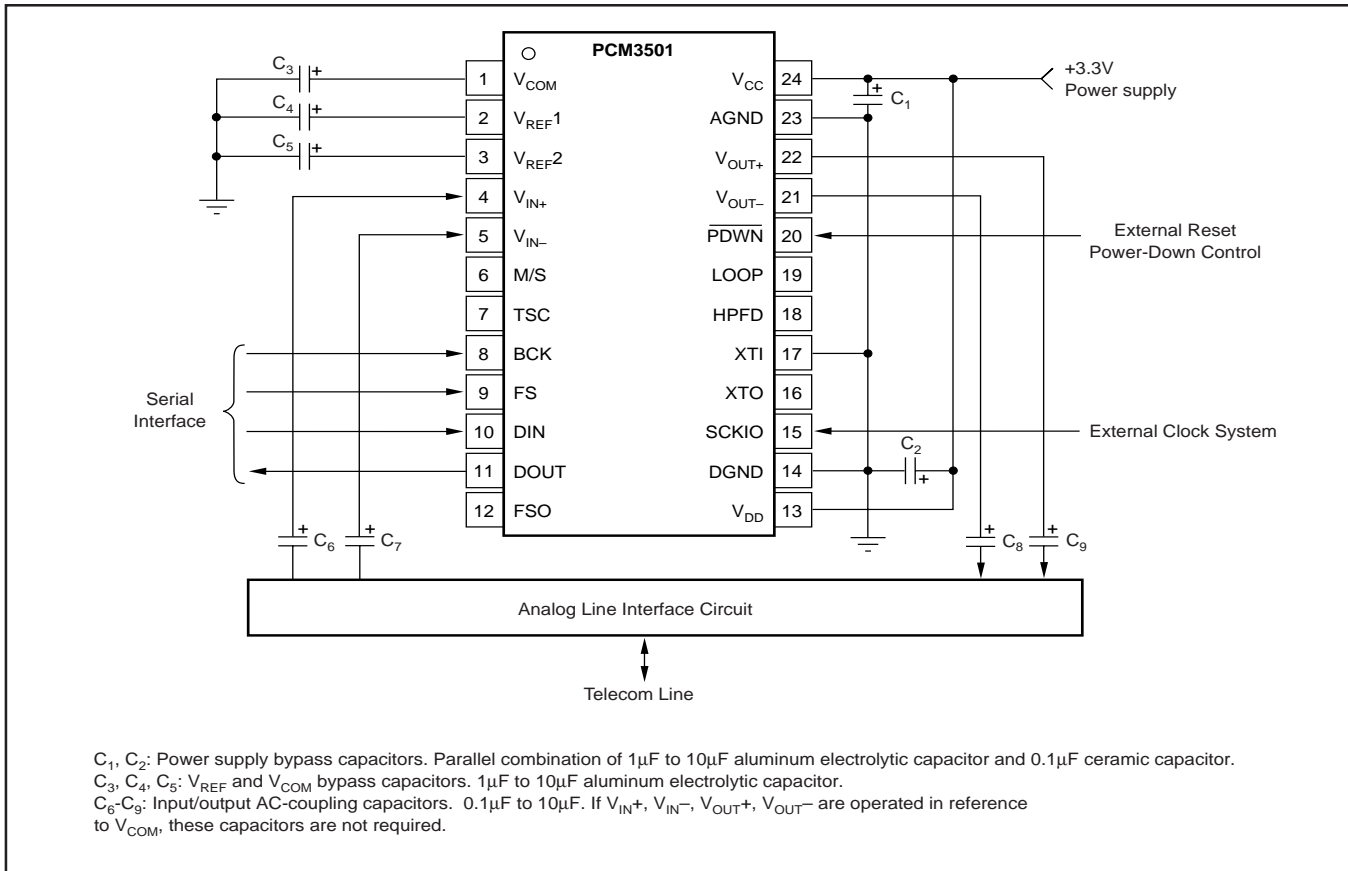 PCM3501
C3 +
C4 +
C5 +
1 VCOM
2 VREF1
3 VREF2
4 VIN+
5 VIN–
6 M/S
7 TSC
8 BCK
9 FS
10 DIN
11 DOUT
12 FSO
VCC 24
AGND 23
VOUT+ 22
VOUT– 21
PDWN 20
LOOP 19
HPFD 18
XTI 17
XTO 16
SCKIO 15
DGND 14
VDD 13
+ C1
+3.3V
Power supply
External Reset
Power-Down Control
External Clock System
C2
+
Serial
Interface
+ C6
+ C7
+ C8
+ C9
Analog Line Interface Circuit
Telecom Line
C1, C2: Power supply bypass capacitors. Parallel combination of 1µF to 10µF aluminum electrolytic capacitor and 0.1µF ceramic capacitor.
C3, C4, C5: VREF and VCOM bypass capacitors. 1µF to 10µF aluminum electrolytic capacitor.
C6-C9: Input/output AC-coupling capacitors. 0.1µF to 10µF. If VIN+, VIN–, VOUT+, VOUT– are operated in reference
to VCOM, these capacitors are not required.